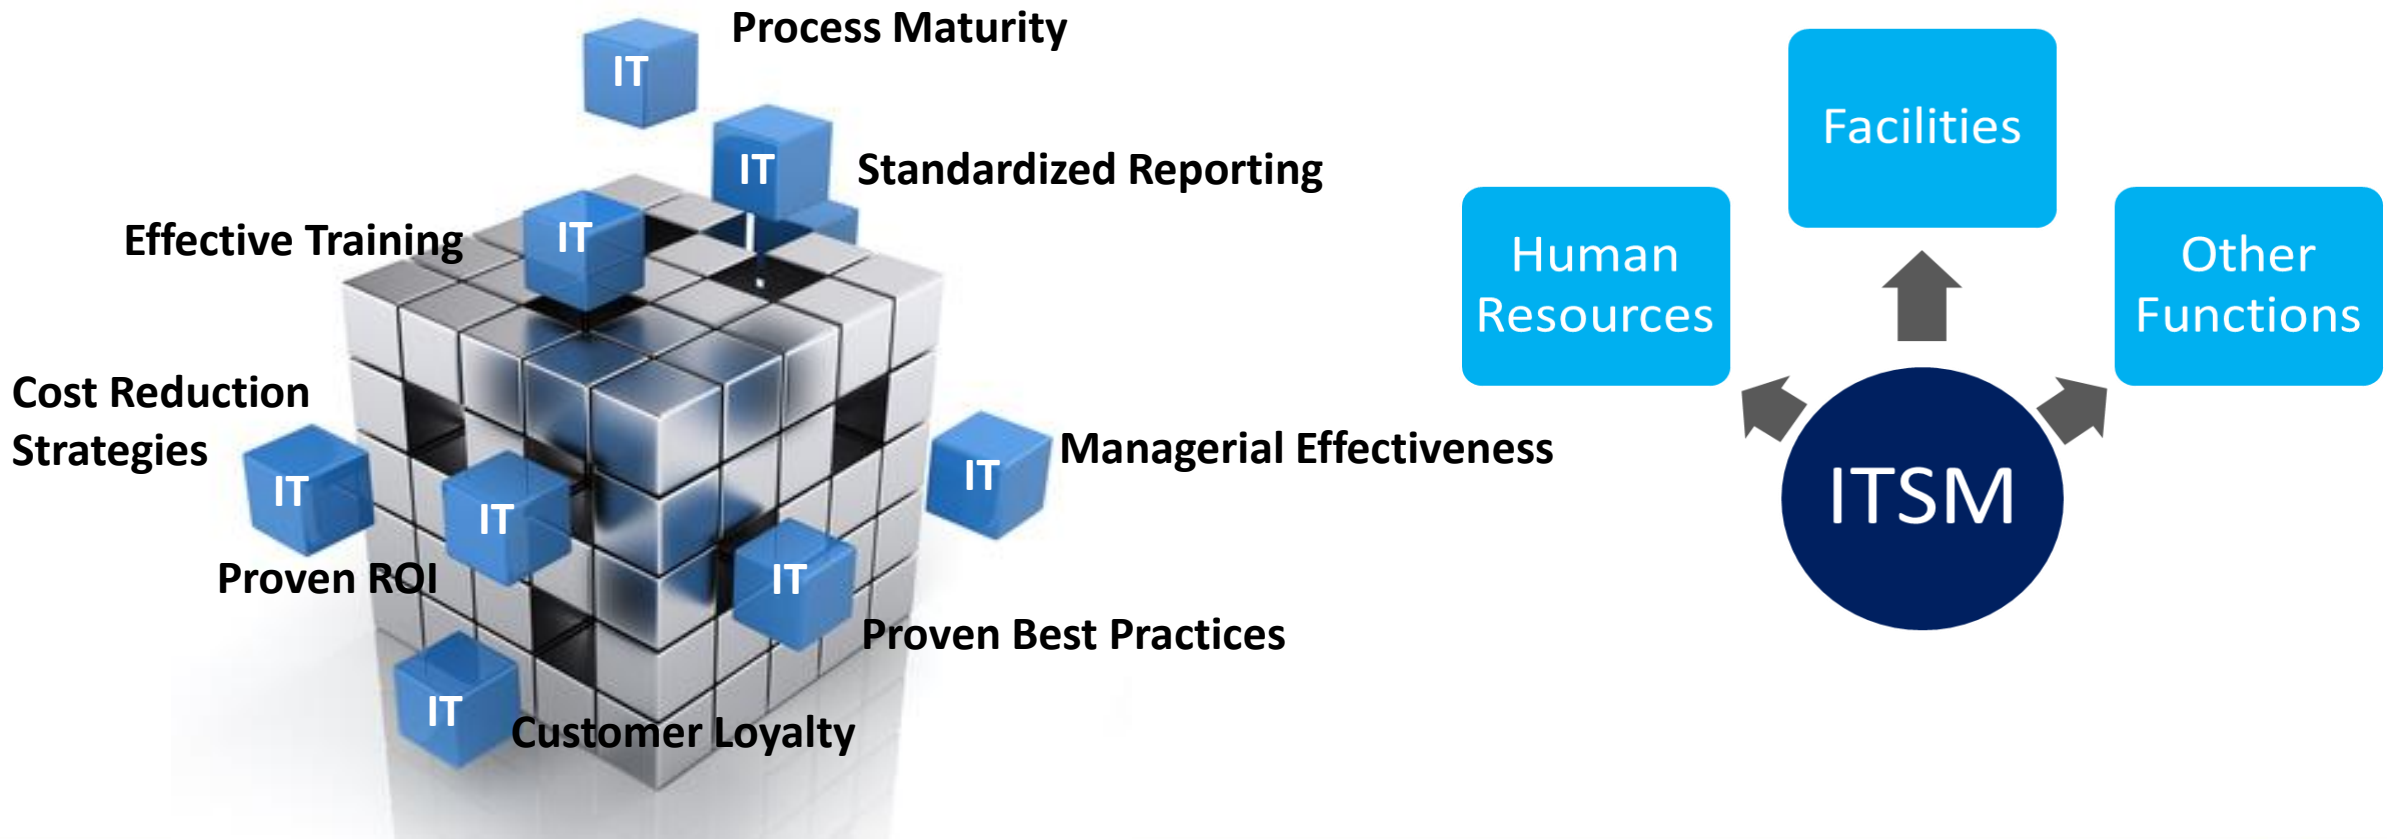 Process Maturity
IT
IT
Standardized Reporting
Effective Training
IT
Cost Reduction
Strategies
IT
IT
Proven ROI
IT
Managerial Effectiveness
IT
Proven Best Practices
IT
Customer Loyalty
Facilities
Human
Resources
Other
Functions
ITSM